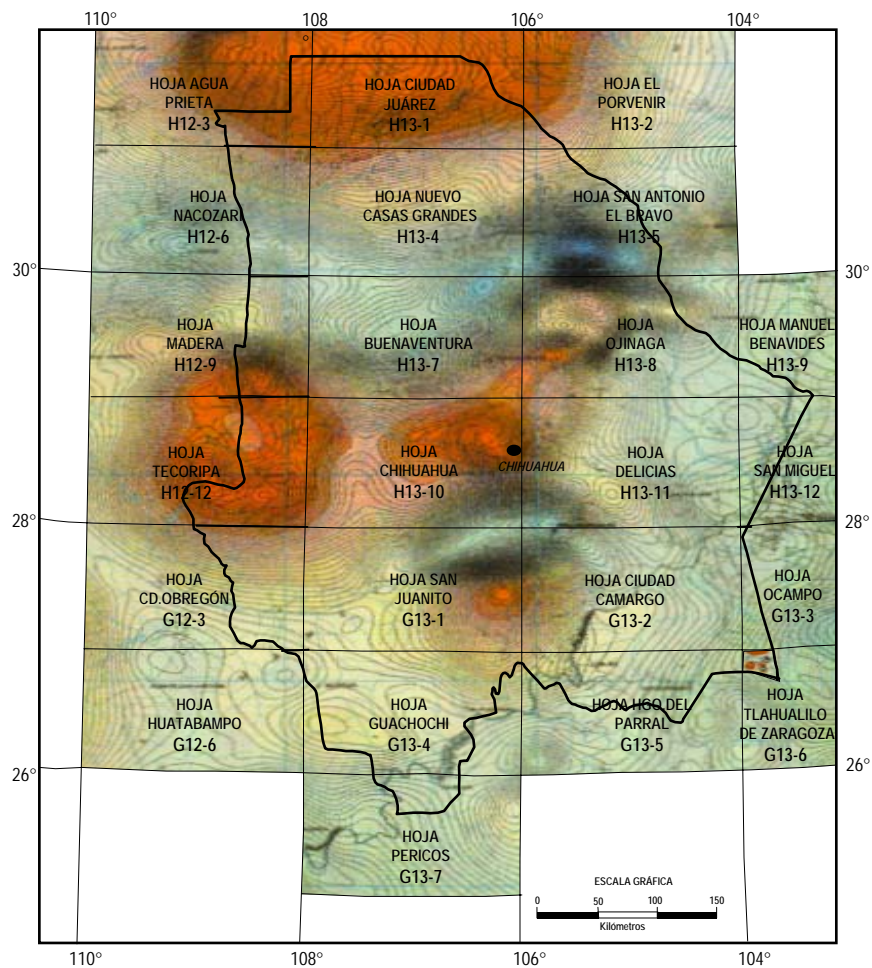 110°
108
106°
104°
HOJA AGUA
PRIETA
H12-3
HOJA CIUDAD
JUÁREZ
H13-1
HOJA EL
PORVENIR
H13-2
HOJA
NACOZARI
H12-6
HOJA NUEVO
CASAS GRANDES
H13-4
HOJA SAN ANTONIO
EL BRAVO
H13-5
30°
30°
HOJA
MADERA
H12-9
HOJA
BUENAVENTURA
H13-7
HOJA
OJINAGA
H13-8
HOJA MANUEL
BENAVIDES
H13-9
HOJA
TECORIPA
H12-12
HOJA
CHIHUAHUA
H13-10
CHIHUAHUA
HOJA
DELICIAS
H13-11
HOJA
SAN MIGUEL
H13-12
28°
28°
HOJA
CD.OBREGÓN
G12-3
HOJA SAN
JUANITO
G13-1
HOJA CIUDAD
CAMARGO
G13-2
HOJA
OCAMPO
G13-3
HOJA
HUATABAMPO
G12-6
HOJA
GUACHOCHI
G13-4
HOJA HGO DEL
PARRAL
G13-5
HOJA
TLAHUALILO
DE ZARAGOZA
G13-6
26°
26°
HOJA
PERICOS
G13-7
ESCALA GRÁFICA
0 50 100 150
Kilómetros
110°
108
106°
104°